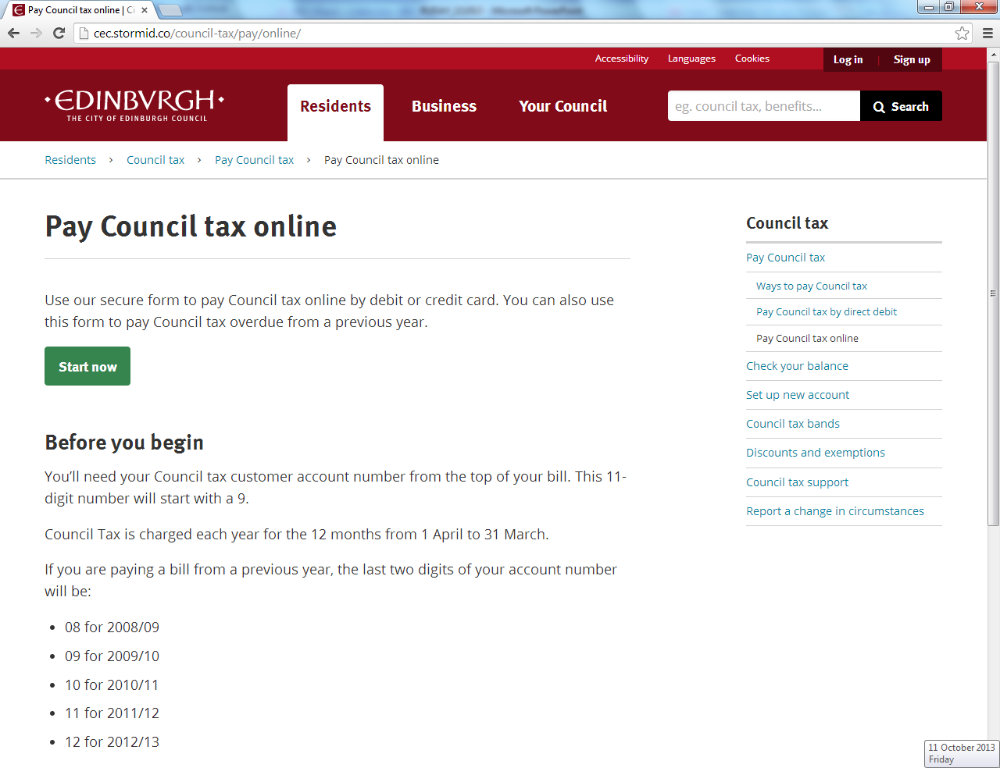 Pay Council tax online | Ci
cec.stormid.co/council-tax/pay/online/
Accessibility Languages Cookies Log in | Sign up
EDINBVRGH
THE CITY OF EDINBURGH COUNCIL
Residents Business Your Council eg. council tax, benefits... Search
Residents › Council tax › Pay Council tax › Pay Council tax online
Pay Council tax online
Use our secure form to pay Council tax online by debit or credit card. You can also use
this form to pay Council tax overdue from a previous year.
Start now
Before you begin
You’ll need your Council tax customer account number from the top of your bill. This 11-
digit number will start with a 9.
Council Tax is charged each year for the 12 months from 1 April to 31 March.
If you are paying a bill from a previous year, the last two digits of your account number
will be:
• 08 for 2008/09
• 09 for 2009/10
• 10 for 2010/11
• 11 for 2011/12
• 12 for 2012/13
Council tax
Pay Council tax
Ways to pay Council tax
Pay Council tax by direct debit
Pay Council tax online
Check your balance
Set up new account
Council tax bands
Discounts and exemptions
Council tax support
Report a change in circumstances
11 October 2013
Friday